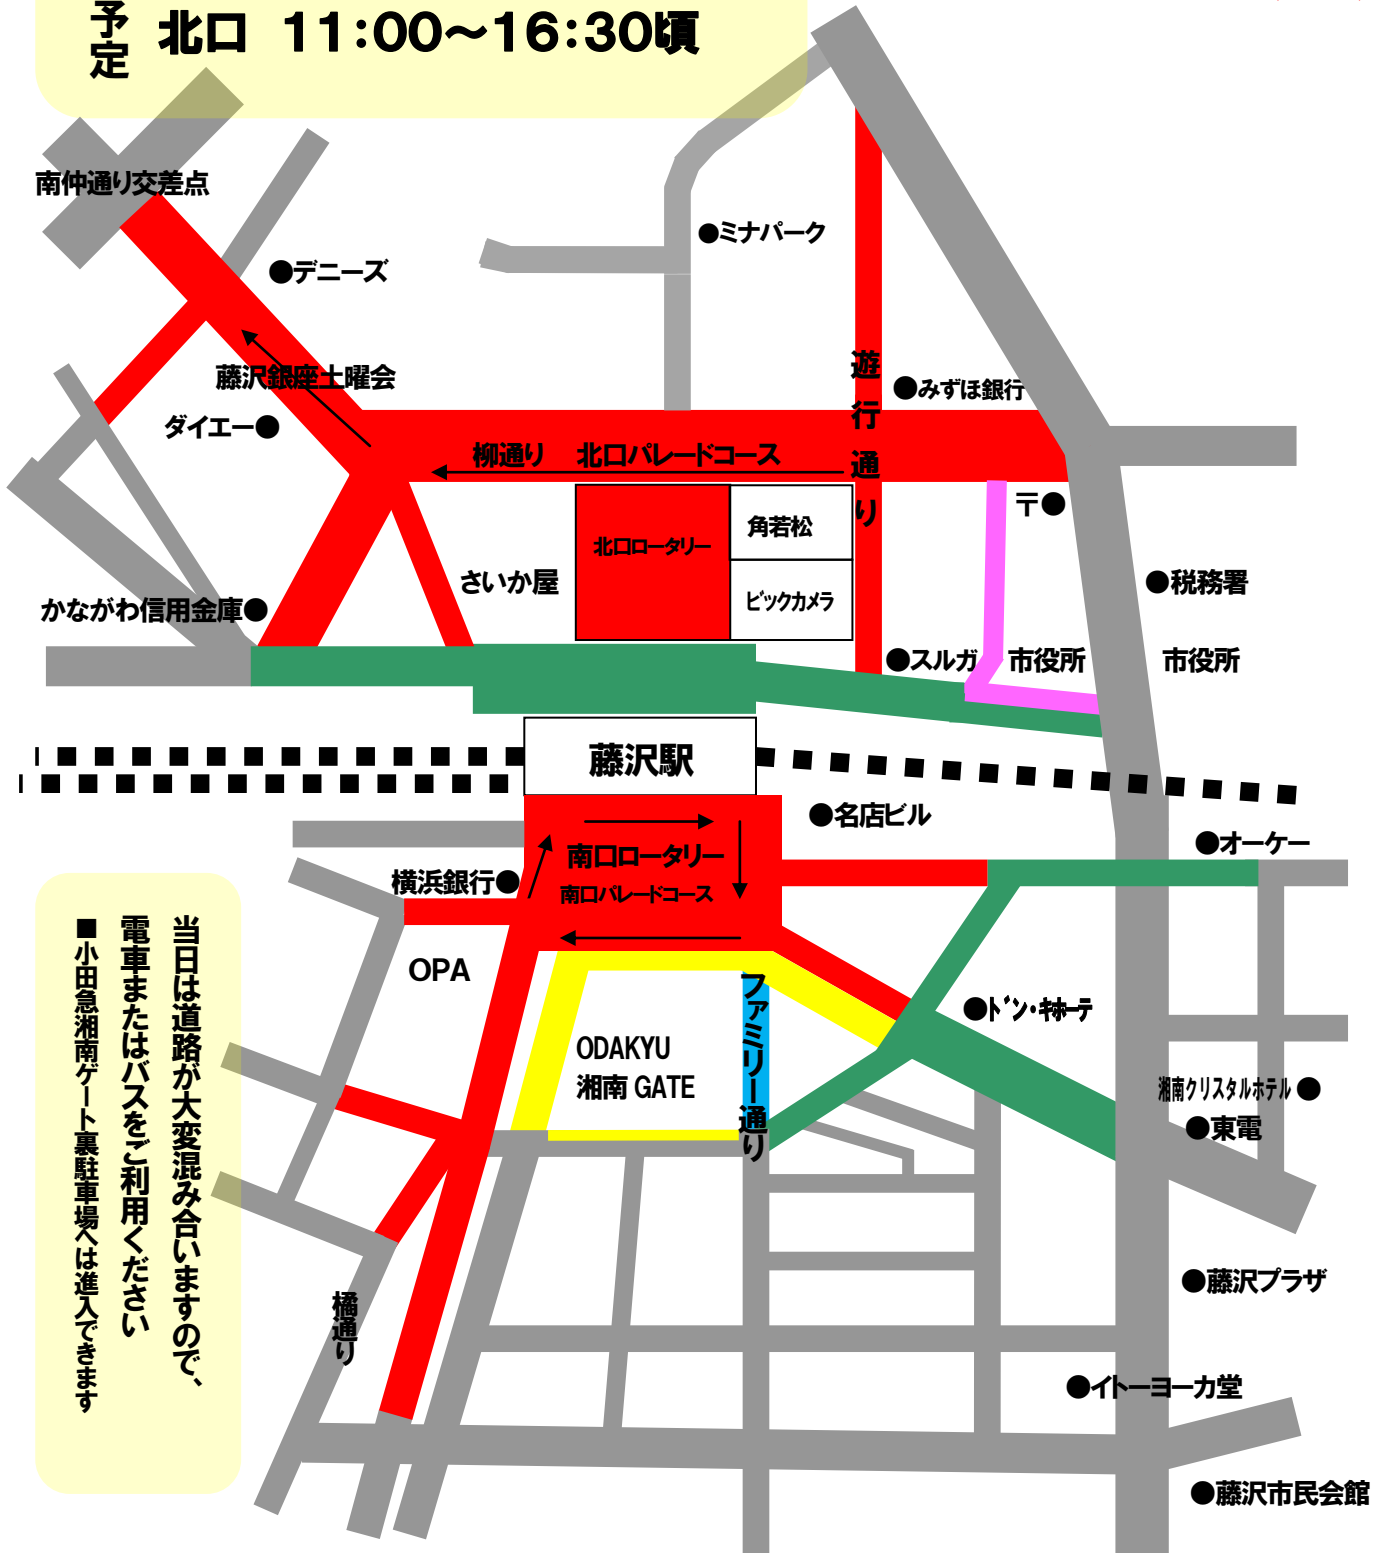 予定
北口 11:00〜16:30頃
南仲通り交差点
●ミナパーク
●デニーズ
藤沢銀座土曜会
遊行通り
●みずほ銀行
ダイエー●
柳通り 北口パレードコース
〒●
角若松
北口ロータリー
さいか屋
●税務署
ビックカメラ
かながわ信用金庫●
●スルガ
市役所
市役所
藤沢駅
●名店ビル
●オーケー
南口ロータリー
横浜銀行●
南口パレードコース
OPA
ファミリー通り
●ドン・キホーテ
ODAKYU
湘南 GATE
湘南クリスタルホテル ●
●東電
●藤沢プラザ
橘通り
●イトーヨーカ堂
●藤沢市民会館
当日は道路が大変混み合いますので、
電車またはバスをご利用ください
■小田急湘南ゲート裏駐車場へは進入できます